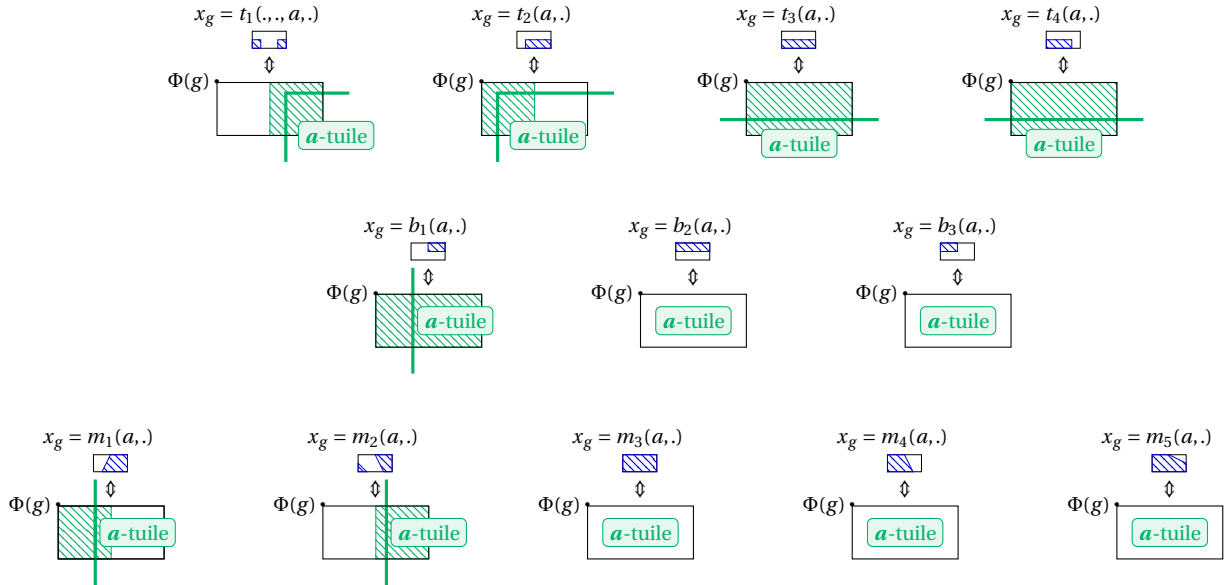 x_g = t_1(.,., a,.) x_g = t_2(a,.) x_g = t_3(a,.) x_g = t_4(a,.)
Φ(g) Φ(g) Φ(g) Φ(g)
a-tuile a-tuile a-tuile a-tuile
x_g = b_1(a,.) x_g = b_2(a,.) x_g = b_3(a,.)
Φ(g) Φ(g) Φ(g)
a-tuile a-tuile a-tuile
x_g = m_1(a,.) x_g = m_2(a,.) x_g = m_3(a,.) x_g = m_4(a,.) x_g = m_5(a,.)
Φ(g) Φ(g) Φ(g) Φ(g) Φ(g)
a-tuile a-tuile a-tuile a-tuile a-tuile